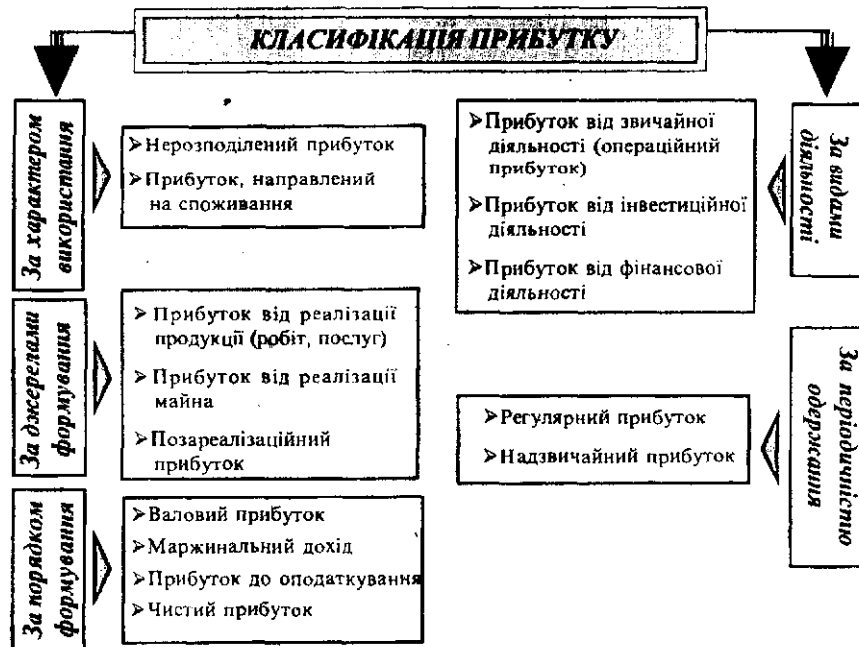 КЛАСИФІКАЦІЯ ПРИБУТКУ
За характером
використання
➢Нерозподілений прибуток
➢Прибуток, направлений
на споживання
За джерелами
формування
➢Прибуток від реалізації
продукції (робіт, послуг)
➢Прибуток від реалізації
майна
➢Позареалізаційний
прибуток
За порядком
формування
➢Валовий прибуток
➢Маржинальний дохід
➢Прибуток до оподаткування
➢Чистий прибуток
За видами
діяльності
➢Прибуток від звичайної
діяльності (операційний
прибуток)
➢Прибуток від інвестиційної
діяльності
➢Прибуток від фінансової
діяльності
За періодичністю
одержання
➢Регулярний прибуток
➢Надзвичайний прибуток